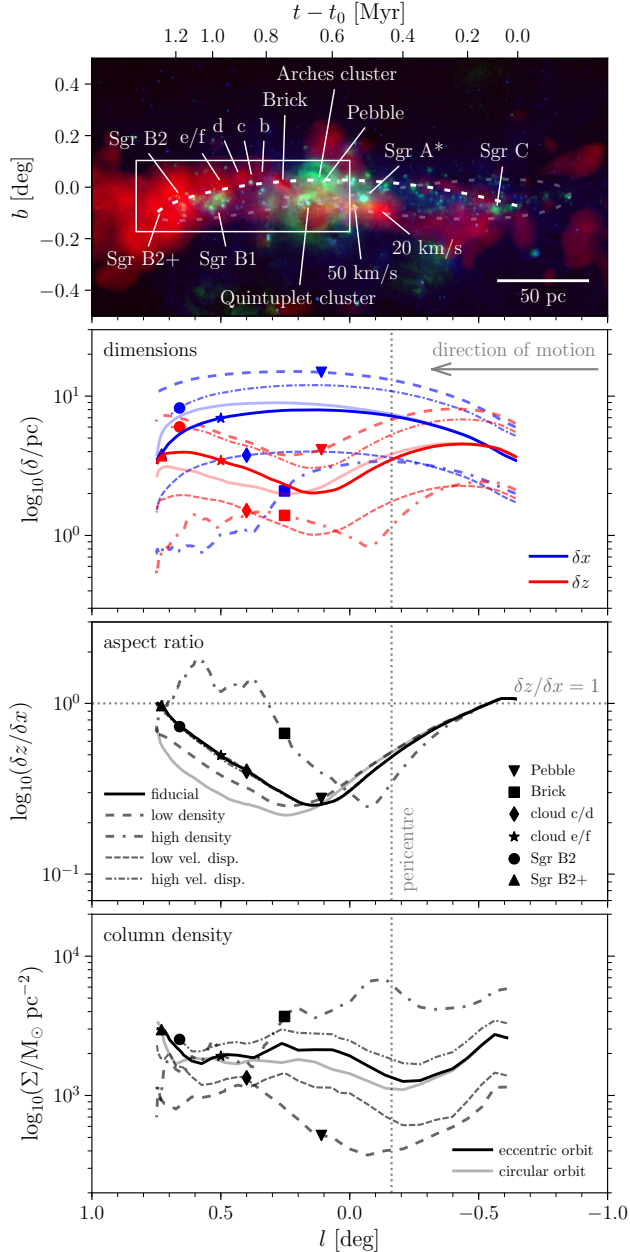 t − t₀ [Myr]
1.2 1.0 0.8 0.6 0.4 0.2 0.0
Arches cluster
Brick
Pebble
d c b
e/f
Sgr B2
Sgr A*
Sgr C
Sgr B2+
Sgr B1
20 km/s
50 km/s
Quintuplet cluster
50 pc
0.4
0.2
0.0
−0.2
−0.4
b [deg]
dimensions
direction of motion
10¹
10⁰
log₁₀(δ/pc)
δx
δz
aspect ratio
δz/δx = 1
10⁰
10⁻¹
log₁₀(δz/δx)
fiducial
low density
high density
low vel. disp.
high vel. disp.
pericentre
Pebble
Brick
cloud c/d
cloud e/f
Sgr B2
Sgr B2+
column density
10⁴
10³
log₁₀(Σ/M⊙ pc⁻²)
eccentric orbit
circular orbit
1.0 0.5 0.0 −0.5 −1.0
l [deg]